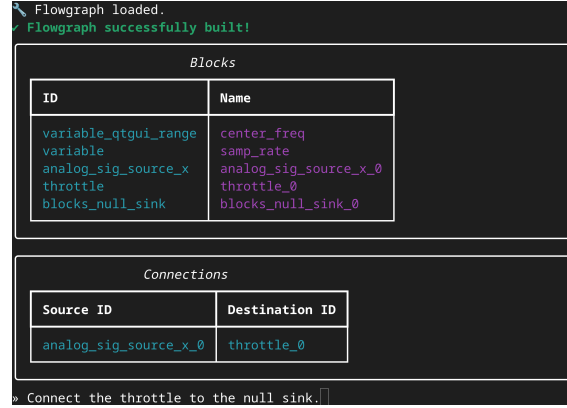 🔧 Flowgraph loaded.
✔ Flowgraph successfully built!
Blocks
ID Name
variable_qtgui_range center_freq
variable samp_rate
analog_sig_source_x analog_sig_source_x_0
throttle throttle_0
blocks_null_sink blocks_null_sink_0
Connections
Source ID Destination ID
analog_sig_source_x_0 throttle_0
» Connect the throttle to the null sink.